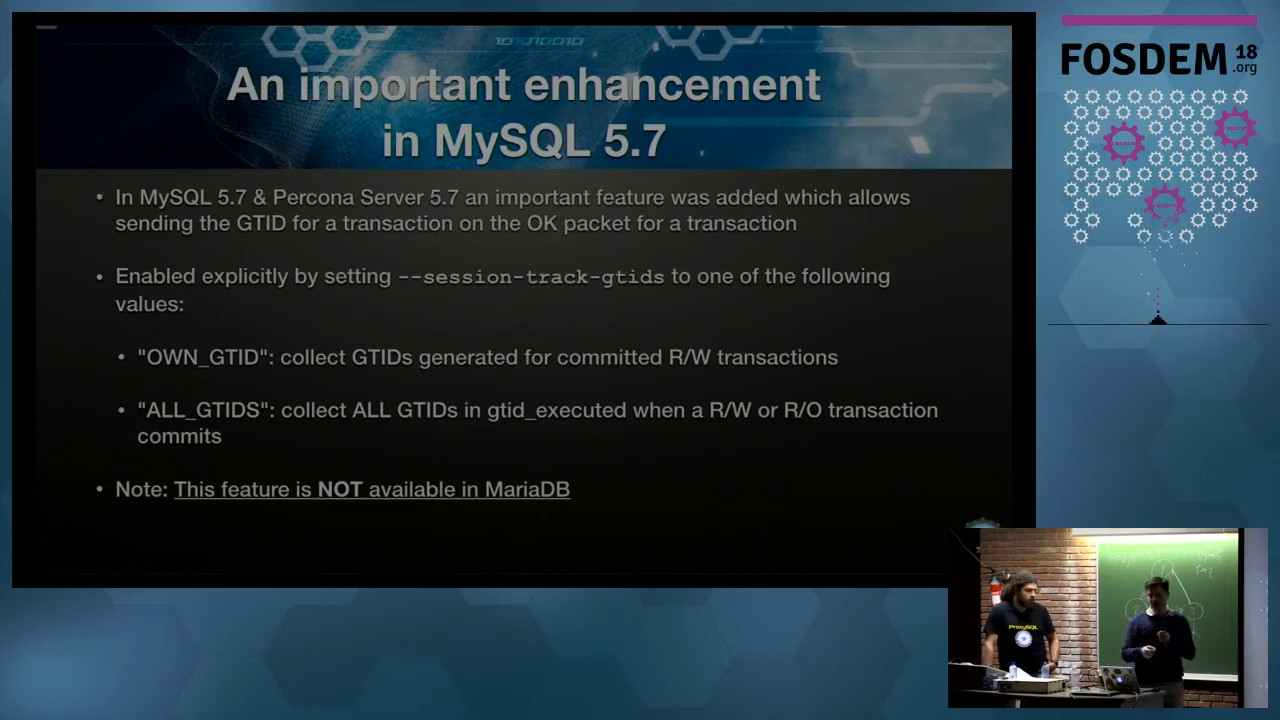 An important enhancement
in MySQL 5.7
• In MySQL 5.7 & Percona Server 5.7 an important feature was added which allows
sending the GTID for a transaction on the OK packet for a transaction
• Enabled explicitly by setting --session-track-gtids to one of the following
values:
• "OWN_GTID": collect GTIDs generated for committed R/W transactions
• "ALL_GTIDS": collect ALL GTIDs in gtid_executed when a R/W or R/O transaction
commits
• Note: This feature is NOT available in MariaDB
FOSDEM 18
.org
ProxySQL